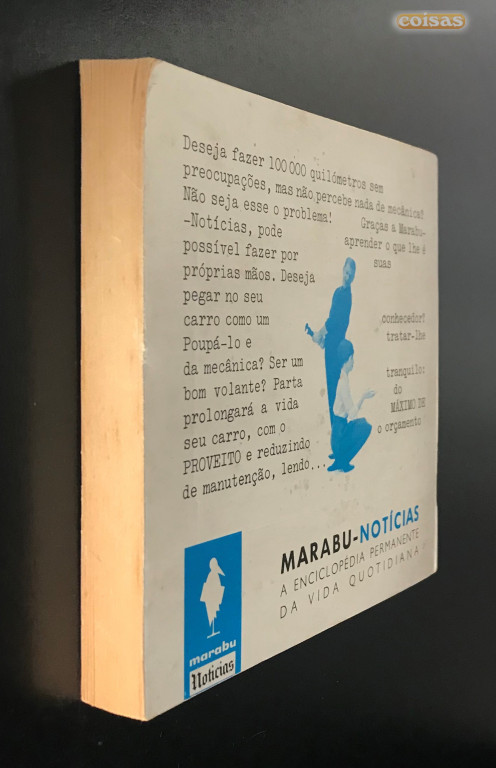 coisas
Deseja fazer 100 000 quilómetros sem
preocupações, mas não percebe nada de mecânica?
Não seja esse o problema! Graças a Marabu-
-Notícias, pode aprender o que lhe é
possível fazer por suas
próprias mãos. Deseja
pegar no seu
carro como um conhecedor?
Poupá-lo e tratar-lhe
da mecânica? Ser um
bom volante? Parta tranquilo:
prolongará a vida do
seu carro, com o MÁXIMO DE
PROVEITO e reduzindo o orçamento
de manutenção, lendo...
MARABU-NOTÍCIAS
A ENCICLOPÉDIA PERMANENTE
DA VIDA QUOTIDIANA
marabu
Notícias